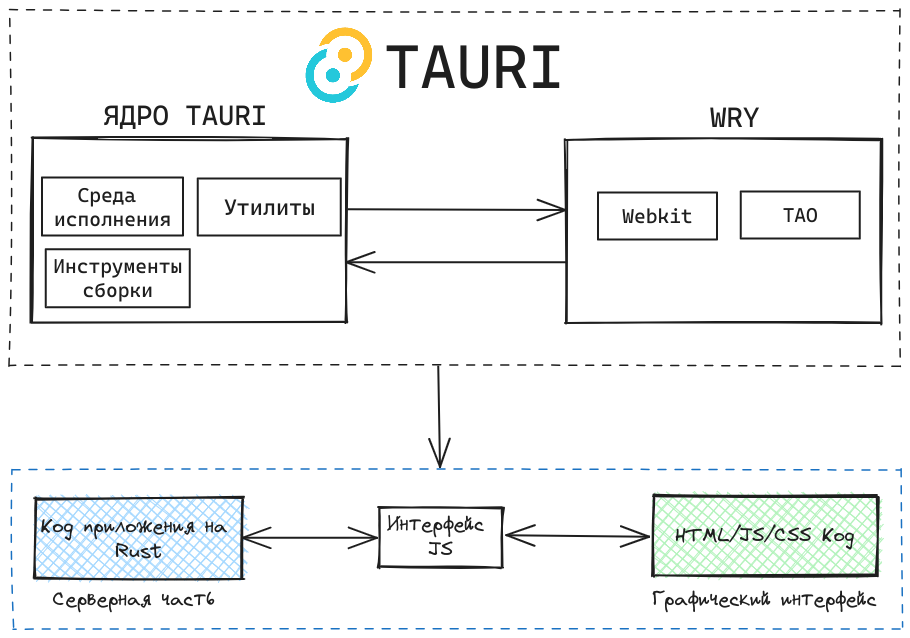 TAURI
ЯДРО TAURI
WRY
Среда
исполнения
Утилиты
Инструменты
сборки
Webkit
TAO
Код приложения на
Rust
Серверная часть
Интерфейс
JS
HTML/JS/CSS Код
Графический интерфейс